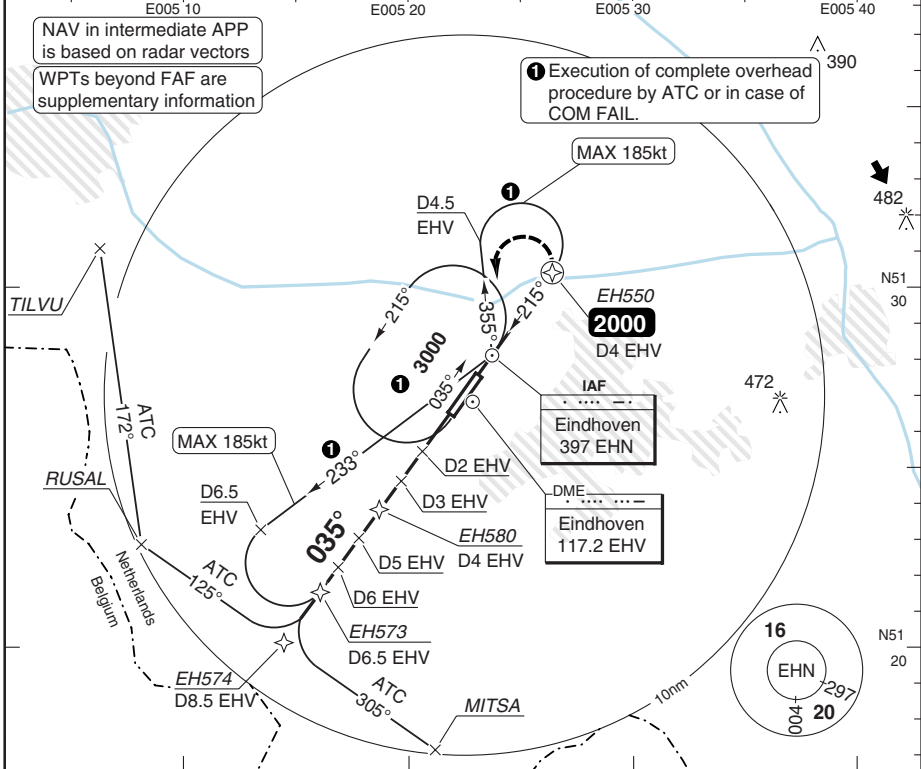 E005 10
E005 20
E005 30
E005 40
NAV in intermediate APP
is based on radar vectors
WPTs beyond FAF are
supplementary information
390
1 Execution of complete overhead
procedure by ATC or in case of
COM FAIL.
MAX 185kt
482
1
D4.5
EHV
N51
30
TILVU
215°
355°
215°
EH550
2000
D4 EHV
3000
1
035°
472
IAF
Eindhoven
397 EHN
ATC
172°
MAX 185kt
1
233°
D2 EHV
RUSAL
D6.5
EHV
D3 EHV
DME
Eindhoven
117.2 EHV
035°
EH580
D4 EHV
D5 EHV
D6 EHV
Netherlands
Belgium
ATC
125°
EH573
D6.5 EHV
16
N51
20
EHN
EH574
D8.5 EHV
ATC
305°
10nm
297
004
20
MITSA